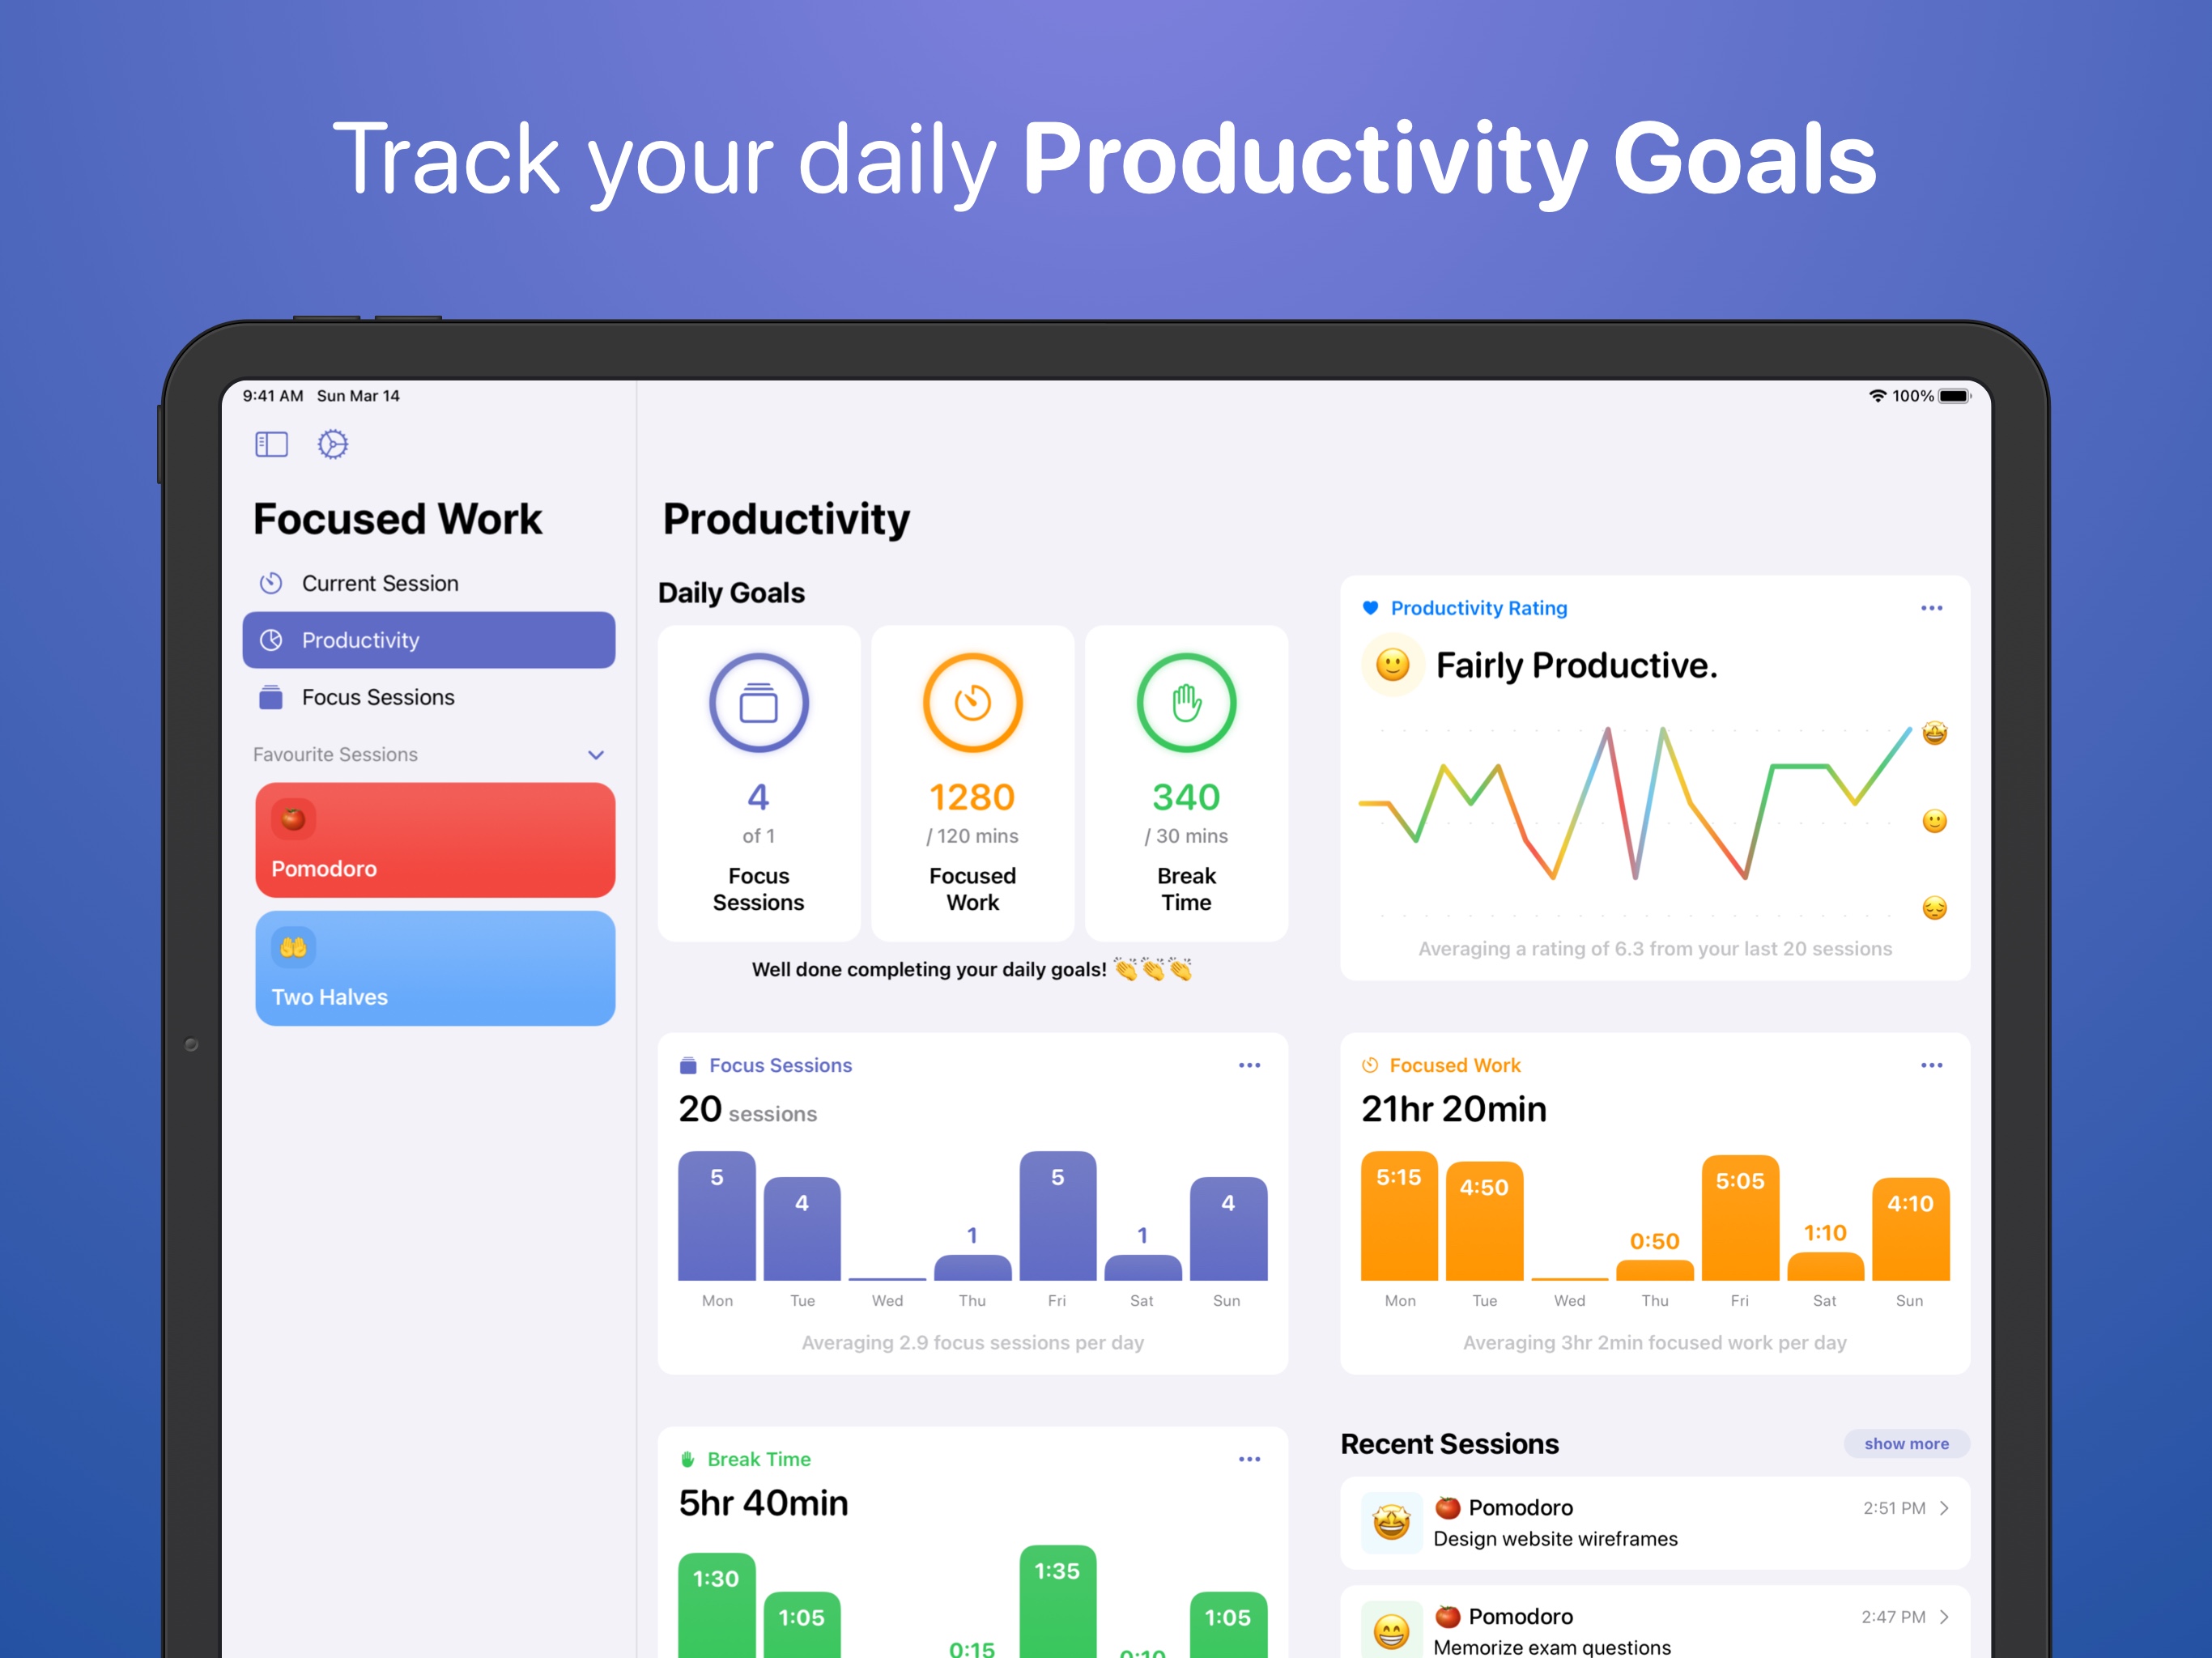 Track your daily Productivity Goals
9:41 AM Sun Mar 14
100%
Focused Work
Current Session
Productivity
Focus Sessions
Favourite Sessions
Pomodoro
Two Halves
Productivity
Daily Goals
4
of 1
Focus
Sessions
1280
/ 120 mins
Focused
Work
340
/ 30 mins
Break
Time
Well done completing your daily goals! 👏👏👏
Productivity Rating
Fairly Productive.
Averaging a rating of 6.3 from your last 20 sessions
Focus Sessions
20 sessions
5 4 1 5 1 4
Mon Tue Wed Thu Fri Sat Sun
Averaging 2.9 focus sessions per day
Focused Work
21hr 20min
5:15 4:50 0:50 5:05 1:10 4:10
Mon Tue Wed Thu Fri Sat Sun
Averaging 3hr 2min focused work per day
Break Time
5hr 40min
1:30 1:05 0:15 1:35 0:10 1:05
Recent Sessions
show more
Pomodoro
2:51 PM
Design website wireframes
Pomodoro
2:47 PM
Memorize exam questions